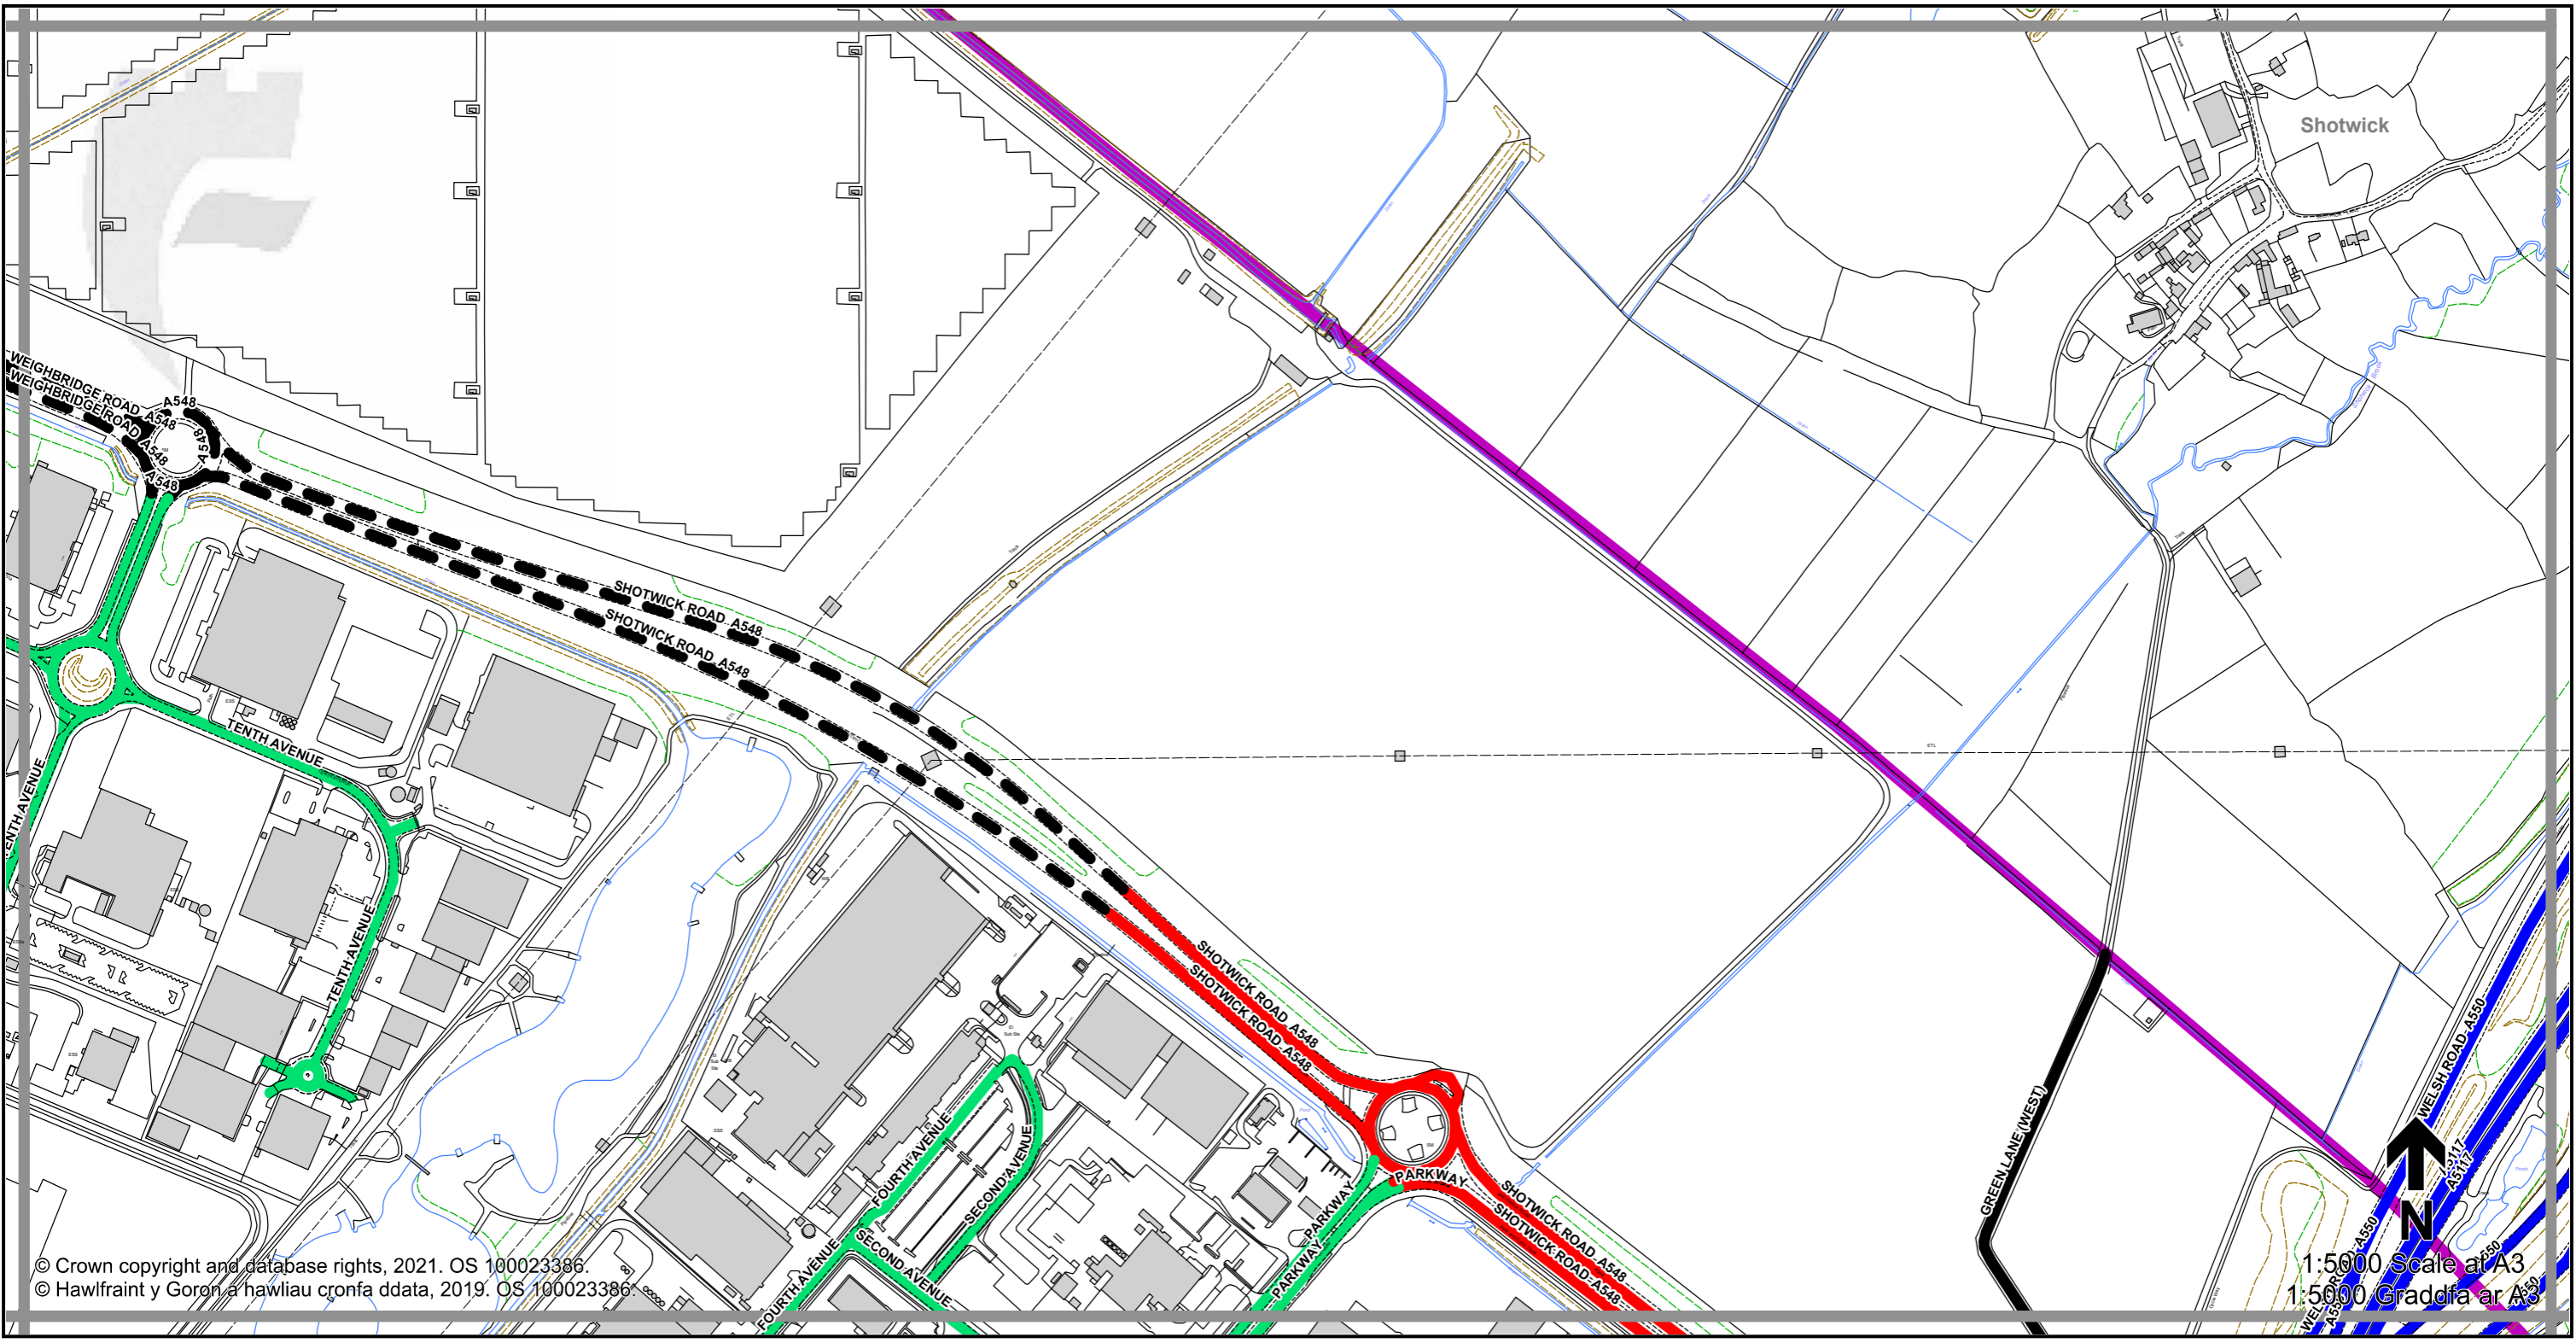 Shotwick
WEIGHBRIDGE ROAD A548
WEIGHBRIDGE ROAD A548
A548
A548
A548
SHOTWICK ROAD A548
SHOTWICK ROAD A548
TENTH AVENUE
TENTH AVENUE
TENTH AVENUE
SHOTWICK ROAD A548
SHOTWICK ROAD A548
FOURTH AVENUE
SECOND AVENUE
FOURTH AVENUE
SECOND AVENUE
PARKWAY
PARKWAY
PARKWAY
SHOTWICK ROAD A548
SHOTWICK ROAD A548
GREEN LANE (WEST)
WELSH ROAD A550
A5117
A5117
N
© Crown copyright and database rights, 2021. OS 100023386.
© Hawlfraint y Goron a hawliau cronfa ddata, 2019. OS 100023386.
1:5000 Scale at A3
1:5000 Graddfa ar A3